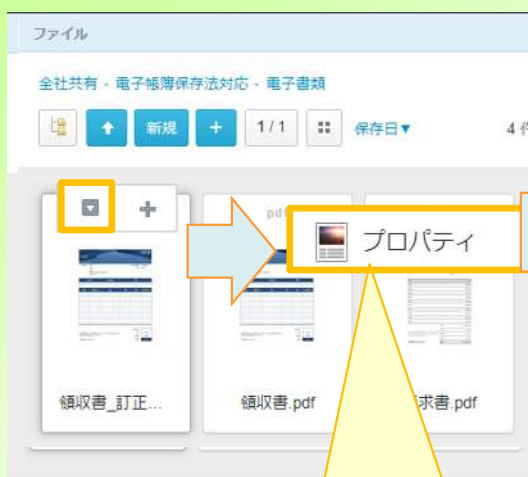 ファイル
全社共有 - 電子帳簿保存法対応 - 電子書類
新規 + 1/1 保存日▼ 4 件
pdf
プロパティ
領収書_訂正... 領収書.pdf 求書.pdf